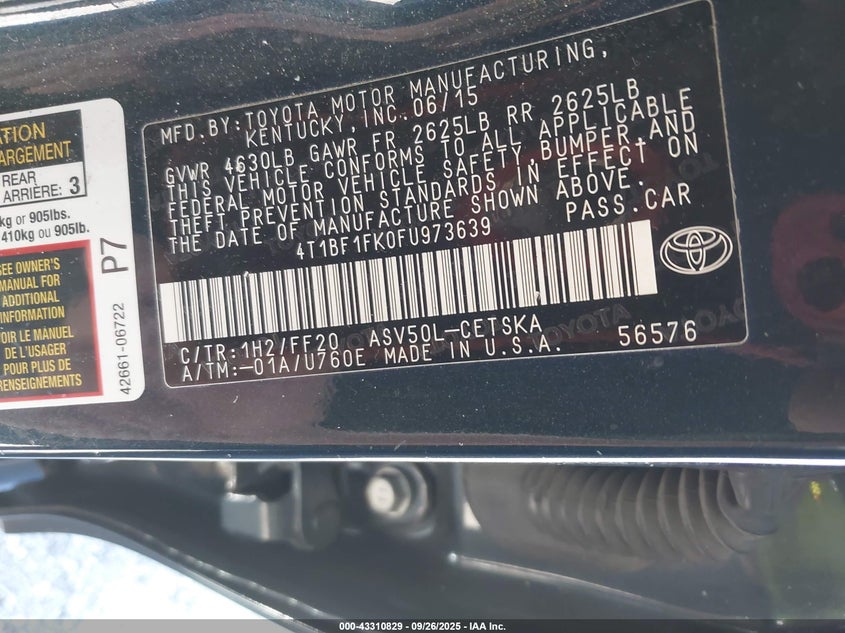 MFD.BY:TOYOTA MOTOR MANUFACTURING,
KENTUCKY, INC. 06/15
GVWR 4630LB GAWR FR 2625LB RR 2625LB
THIS VEHICLE CONFORMS TO ALL APPLICABLE
FEDERAL MOTOR VEHICLE SAFETY,BUMPER,AND
THEFT PREVENTION STANDARDS IN EFFECT ON
THE DATE OF MANUFACTURE SHOWN ABOVE.
4T1BF1FK0FU973639 PASS.CAR
C/TR:1H2/FF20 ASV50L-CETSKA 56576
A/TM:-01A/U760E MADE IN U.S.A.
REAR
ARRIÈRE: 3
kg or 905lbs.
410kg ou 905lb.
SEE OWNER'S
MANUAL FOR
ADDITIONAL
INFORMATION
VOIR LE MANUEL
DE L'USAGER
POUR PLUS DE
RENSEIGNEMENTS
P7
42661-06722
000-43310829 - 09/26/2025 - IAA Inc.